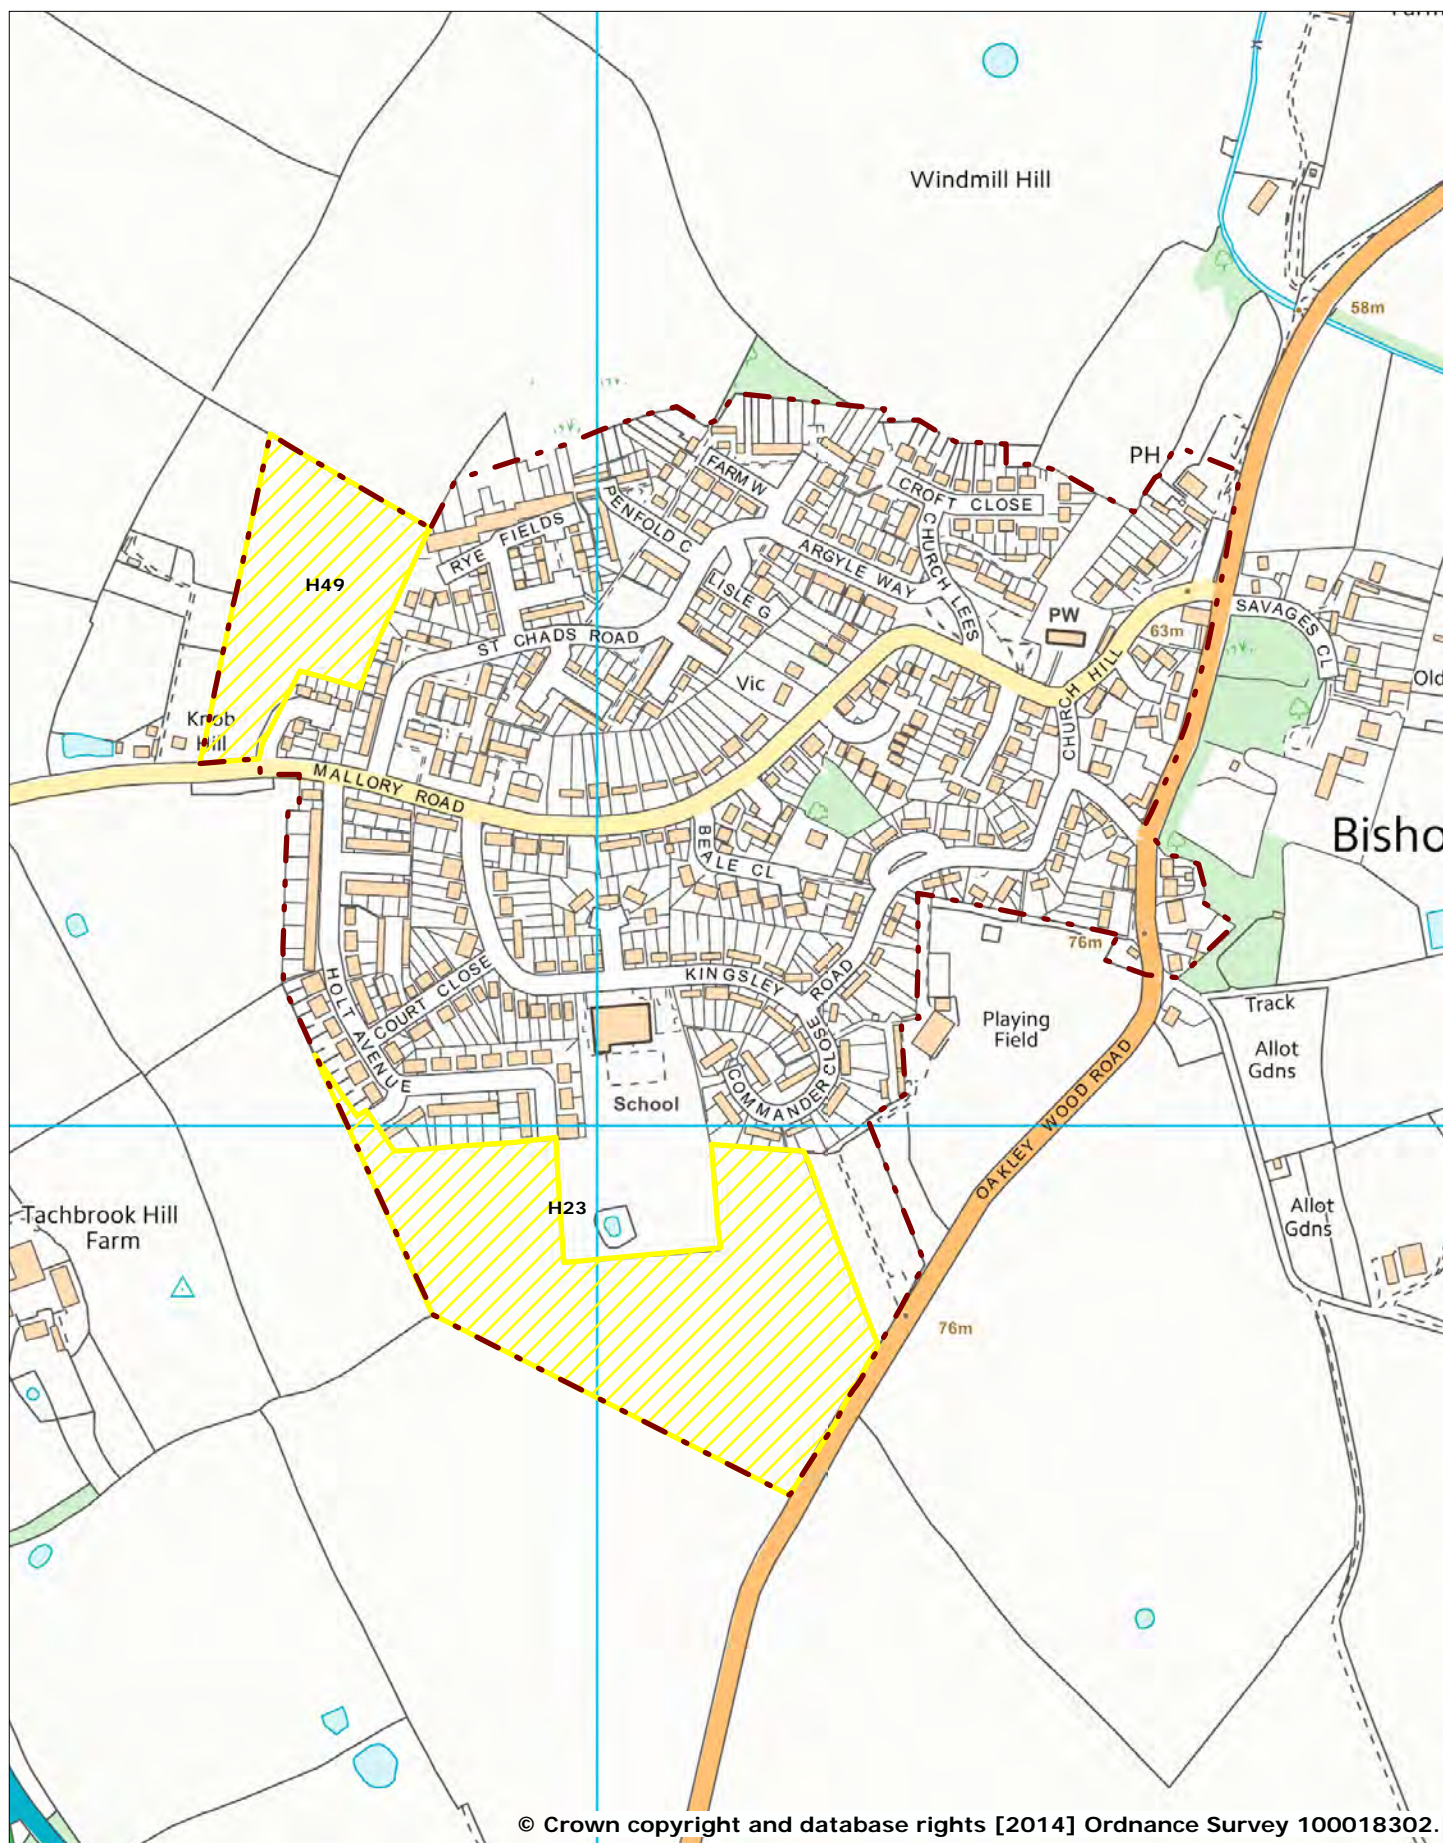 Windmill Hill
58m
PH
FARM W
CROFT CLOSE
PENFOLD C
RYE FIELDS
CHURCH LEES
ARGYLE WAY
H49
LISLE G
SAVAGES CL
PW
63m
ST CHADS ROAD
Vic
Old
CHURCH HILL
Knob
Hill
MALLORY ROAD
Bisho
BEALE CL
76m
KINGSLEY ROAD
HOLT AVENUE
COURT CLOSE
Track
Playing
Field
Allot
Gdns
COMMANDER CLOSE
School
OAKLEY WOOD ROAD
Tachbrook Hill
Farm
H23
Allot
Gdns
76m
© Crown copyright and database rights [2014] Ordnance Survey 100018302.